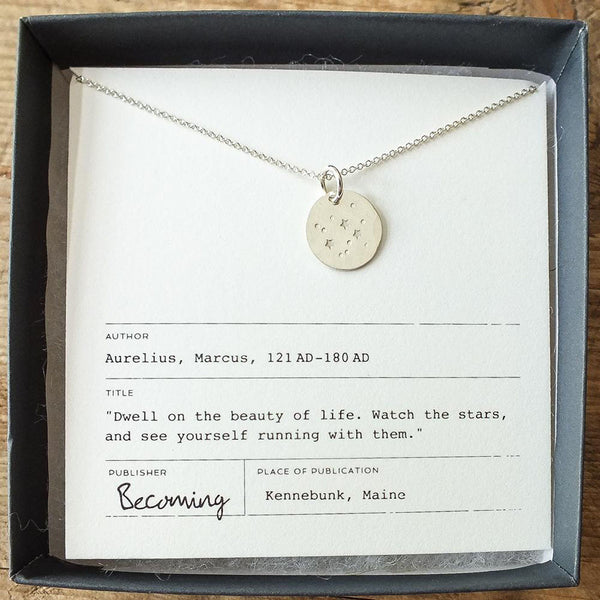 AUTHOR
Aurelius, Marcus, 121 AD-180 AD
TITLE
"Dwell on the beauty of life. Watch the stars,
and see yourself running with them."
PUBLISHER
Becoming
PLACE OF PUBLICATION
Kennebunk, Maine